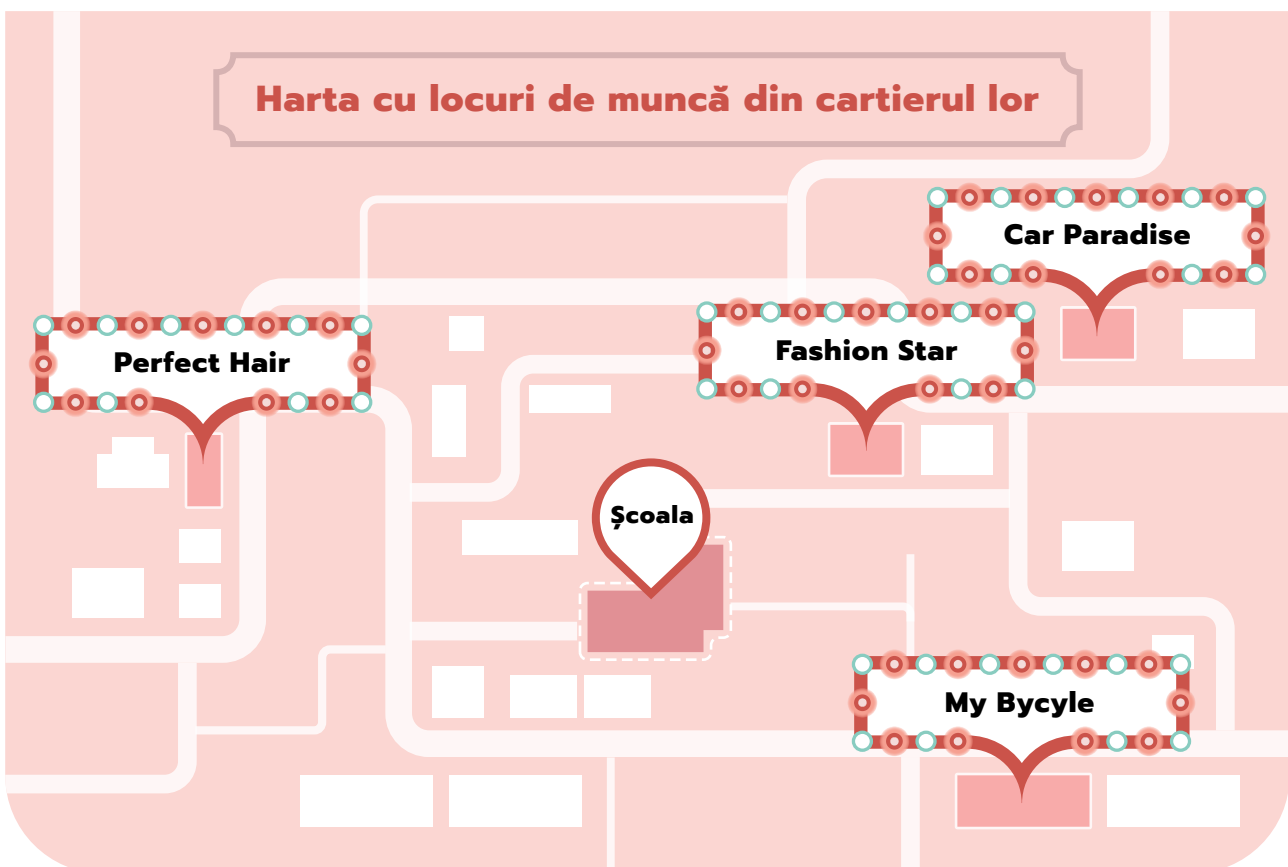 Harta cu locuri de muncă din cartierul lor
Car Paradise
Perfect Hair
Fashion Star
Școala
My Bycyle